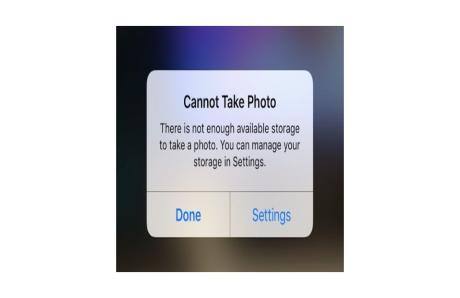 Cannot Take Photo
There is not enough available storage
to take a photo. You can manage your
storage in Settings.
Done
Settings